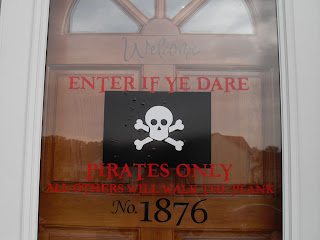 Welcome
ENTER IF YE DARE
PIRATES ONLY
ALL OTHERS WILL WALK THE PLANK
No. 1876